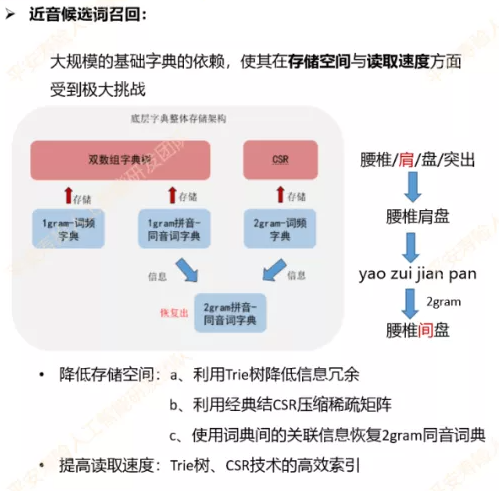 近音候选词召回：
大规模的基础字典的依赖，使其在存储空间与读取速度方面
受到极大挑战
底层字典整体存储架构
双数组字典树
CSR
存储
存储
存储
1gram-词频
字典
1gram拼音-
同音词字典
2gram-词频
字典
信息
信息
恢复出
2gram拼音-
同音词字典
腰椎/肩/盘/突出
腰椎肩盘
yao zui jian pan
2gram
腰椎间盘
• 降低存储空间：a、利用Trie树降低信息冗余
b、利用经典结CSR压缩稀疏矩阵
c、使用词典间的关联信息恢复2gram同音词典
• 提高读取速度：Trie树、CSR技术的高效索引